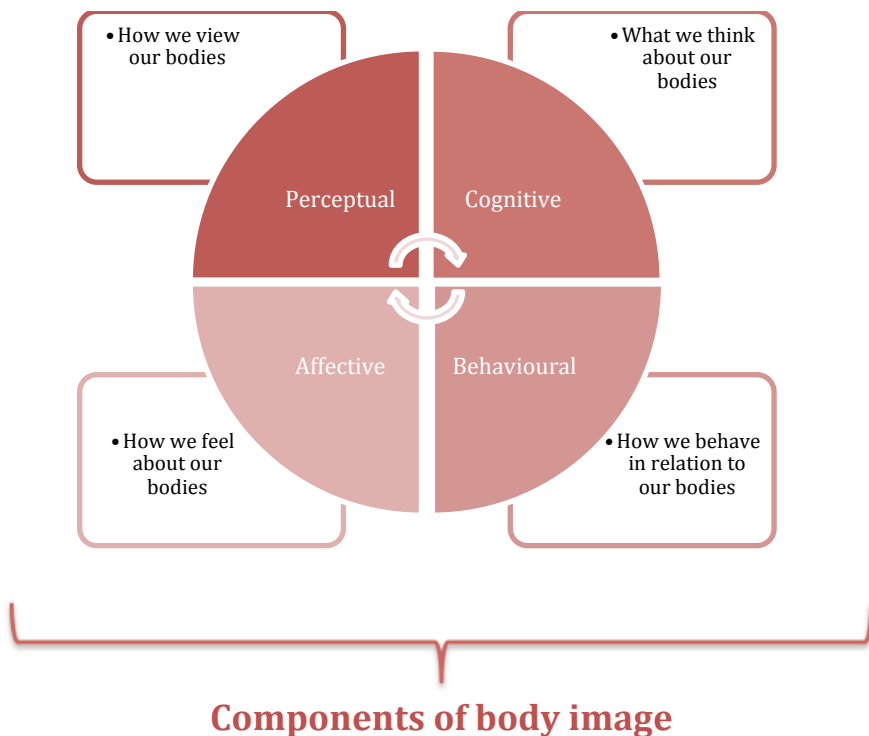 •How we view
our bodies
•What we think
about our
bodies
Perceptual
Cognitive
Affective
Behavioural
•How we feel
about our
bodies
•How we behave
in relation to
our bodies
Components of body image